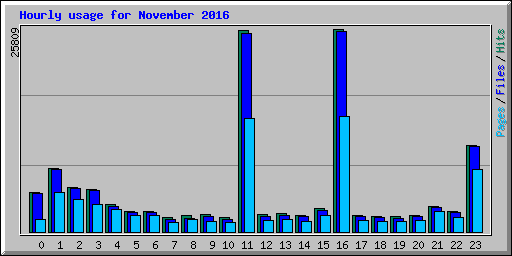 Hourly usage for November 2016
25809
Pages/Files/Hits
0 1 2 3 4 5 6 7 8 9 10 11 12 13 14 15 16 17 18 19 20 21 22 23